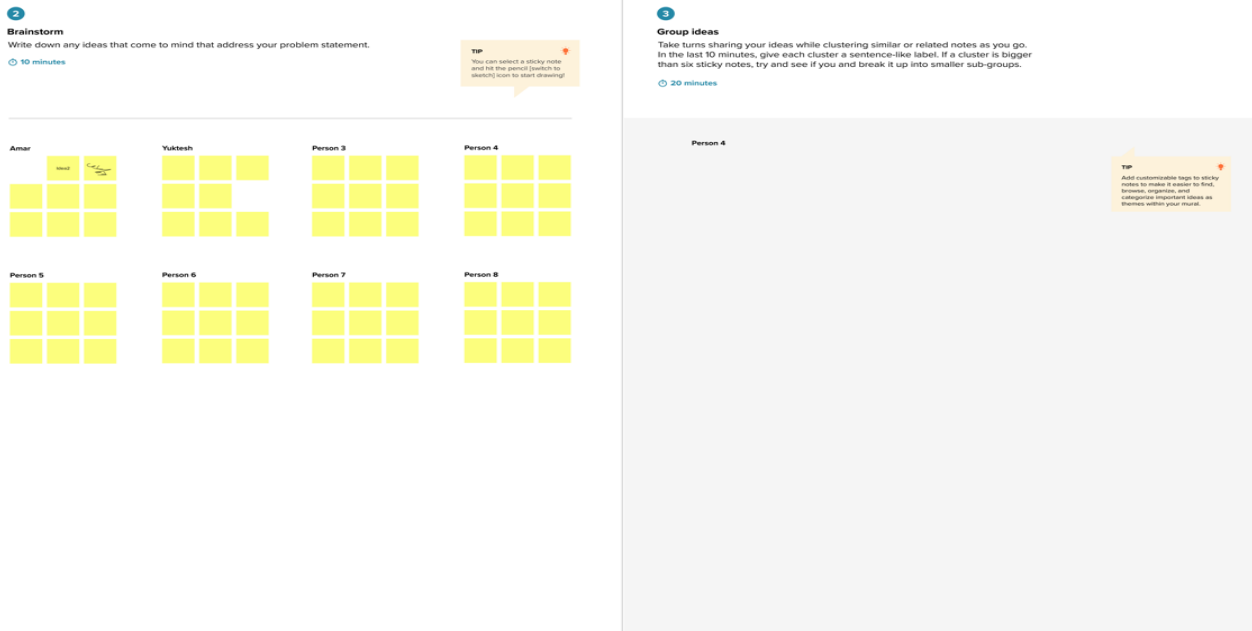 2
Brainstorm
Write down any ideas that come to mind that address your problem statement.
10 minutes
TIP
You can select a sticky note
and hit the pencil [switch to
sketch] icon to start drawing!
Amar
Yuktesh
Person 3
Person 4
Person 5
Person 6
Person 7
Person 8
3
Group ideas
Take turns sharing your ideas while clustering similar or related notes as you go.
In the last 10 minutes, give each cluster a sentence-like label. If a cluster is bigger
than six sticky notes, try and see if you and break it up into smaller sub-groups.
20 minutes
Person 4
TIP
Add customizable tags to sticky
notes to make it easier to find,
browse, organize, and
categorize important ideas as
themes within your mural.